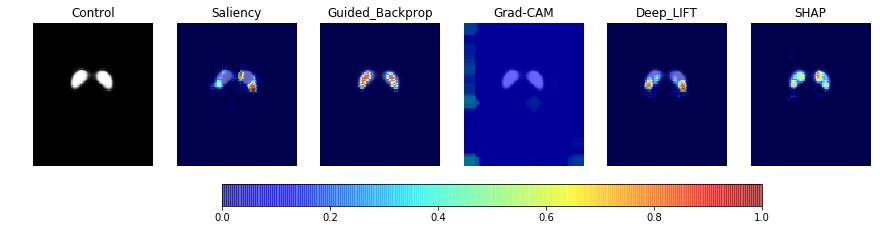 Control Saliency Guided_Backprop Grad-CAM Deep_LIFT SHAP
0.0 0.2 0.4 0.6 0.8 1.0